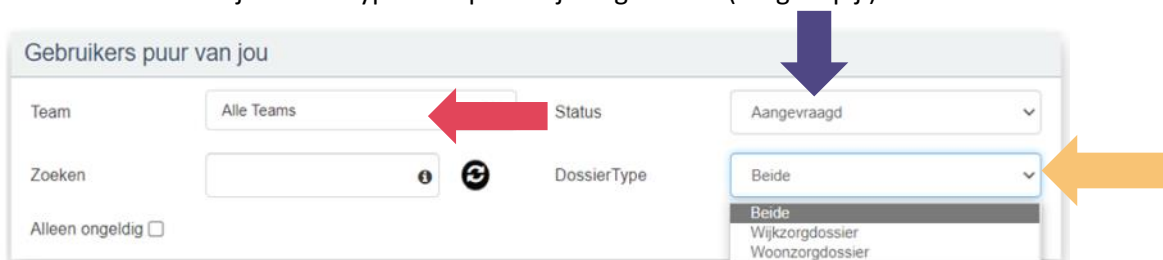 Gebruikers puur van jou
Team Alle Teams Status Aangevraagd
Zoeken DossierType Beide
Beide
Alleen ongeldig Wijkzorgdossier
Woonzorgdossier